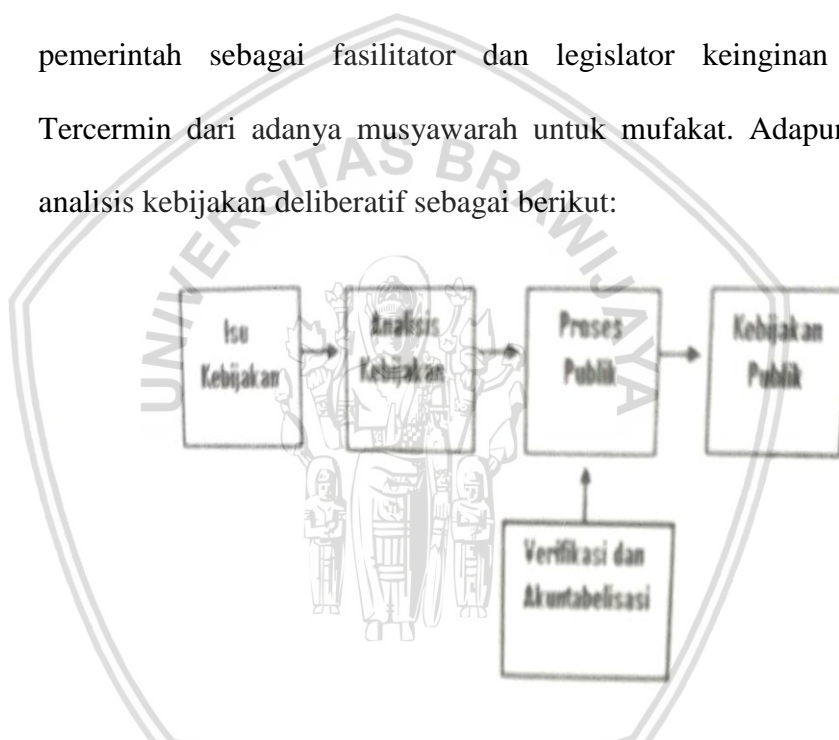 pemerintah sebagai fasilitator dan legislator keinginan
Tercermin dari adanya musyawarah untuk mufakat. Adapun
analisis kebijakan deliberatif sebagai berikut:
UNIVERSITAS BRAWIJAYA
Isu
Kebijakan
Analisis
Kebijakan
Proses
Publik
Kebijakan
Publik
Verifikasi dan
Akuntabelisasi